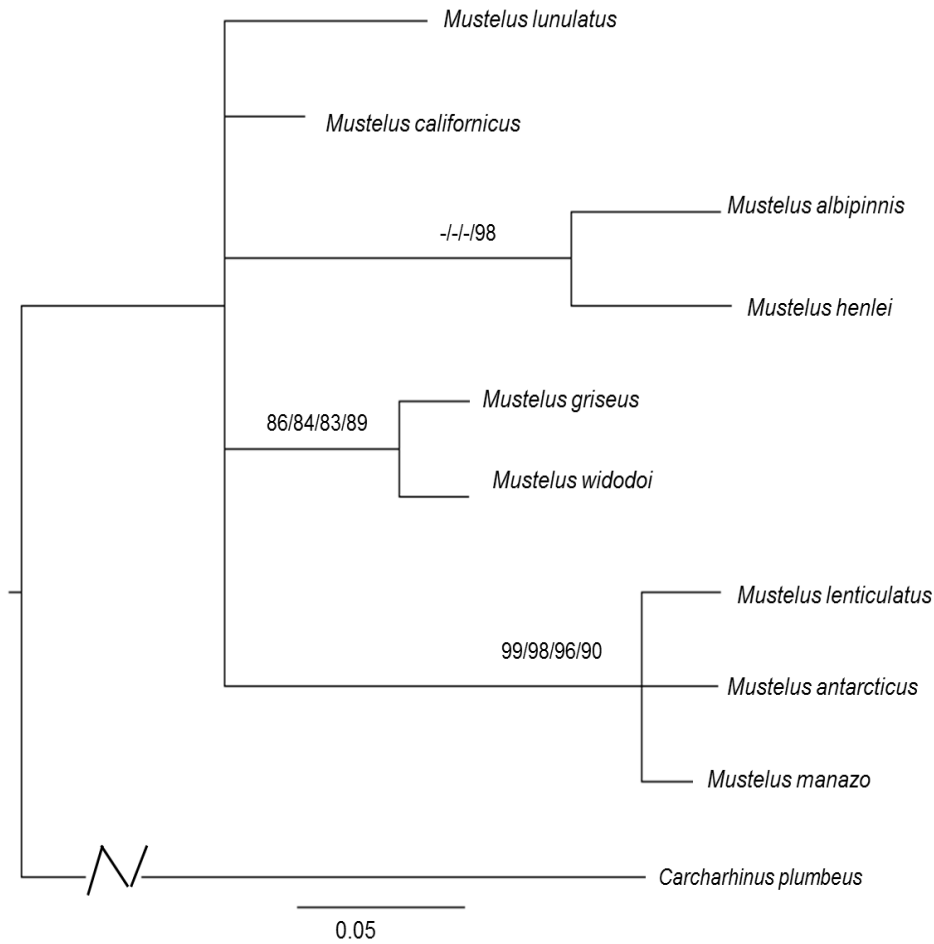 Mustelus lunulatus
Mustelus californicus
Mustelus albipinnis
-/-/-/98
Mustelus henlei
Mustelus griseus
86/84/83/89
Mustelus widodoi
Mustelus lenticulatus
99/98/96/90
Mustelus antarcticus
Mustelus manazo
Carcharhinus plumbeus
0.05